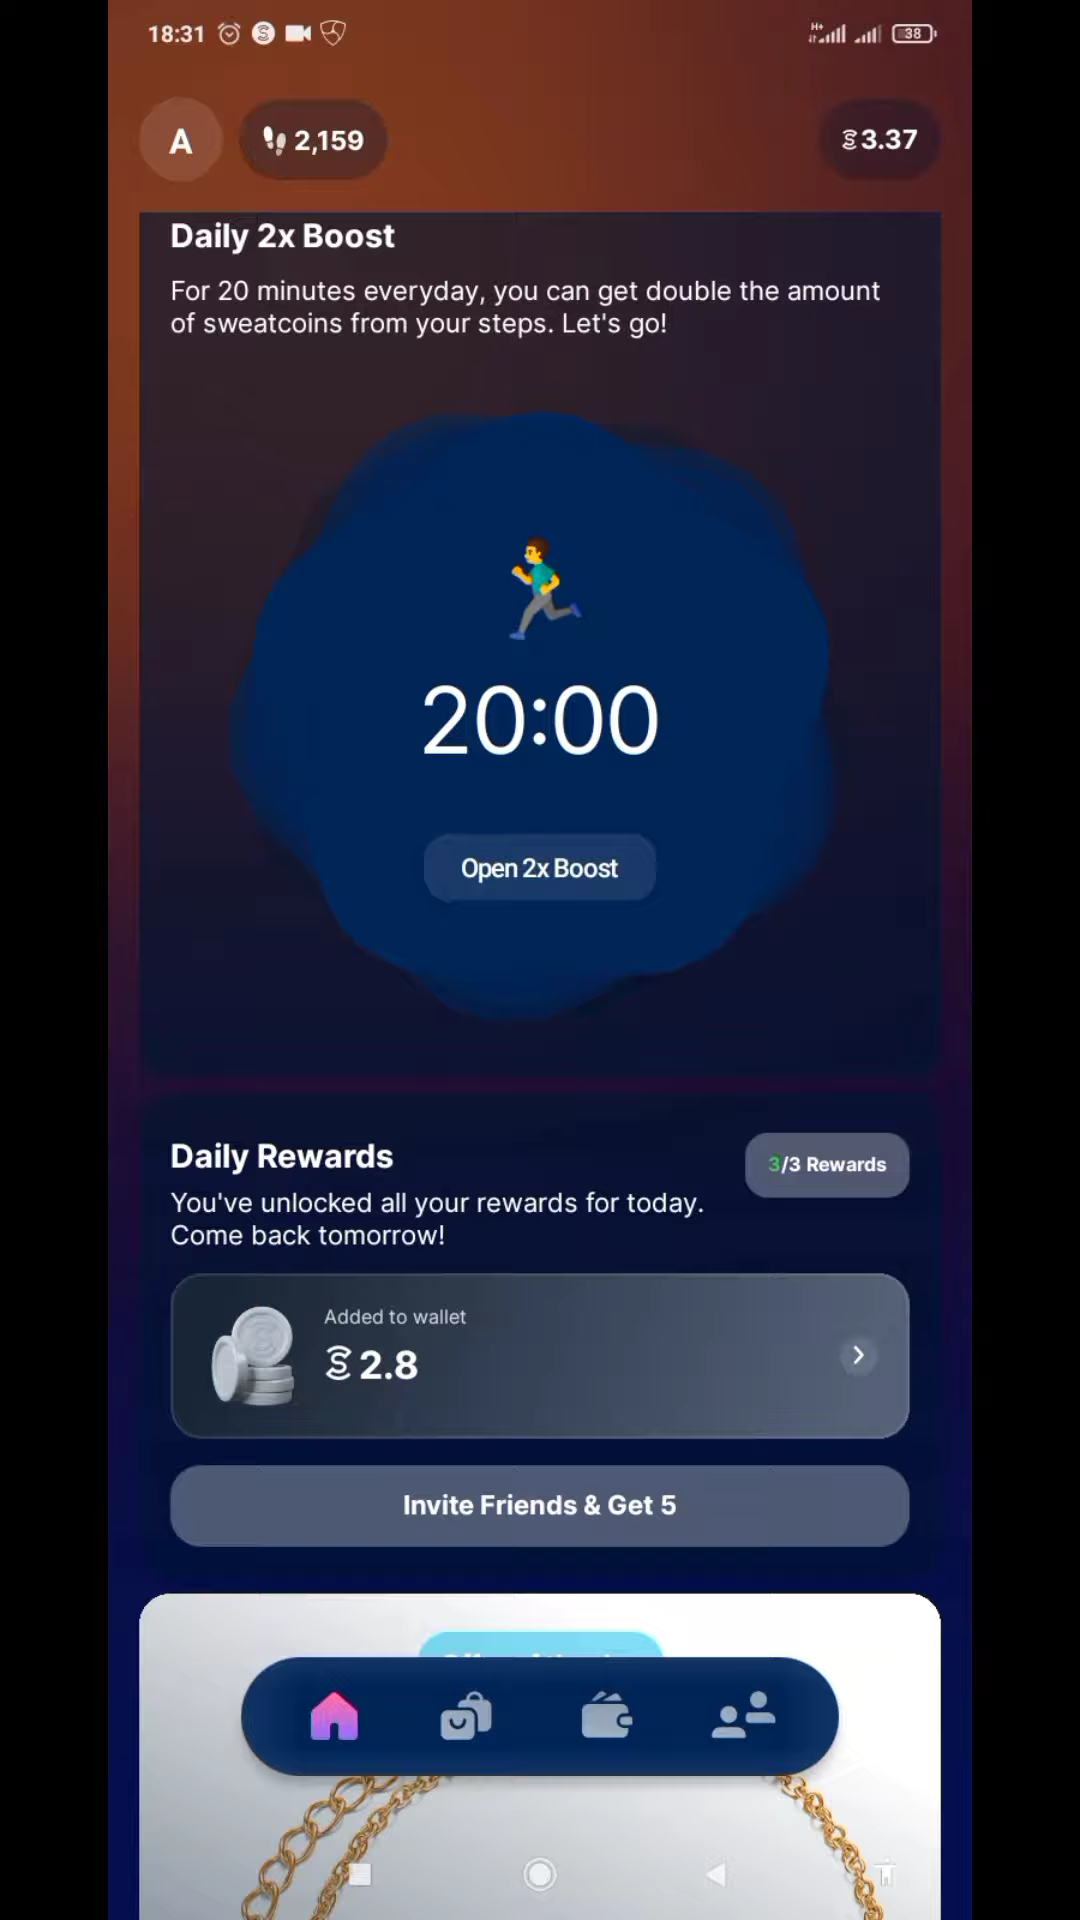 18:31
H+
38
A
2,159
3.37
Daily 2x Boost
For 20 minutes everyday, you can get double the amount
of sweatcoins from your steps. Let's go!
20:00
Open 2x Boost
Daily Rewards
3/3 Rewards
You've unlocked all your rewards for today.
Come back tomorrow!
Added to wallet
2.8
Invite Friends & Get 5